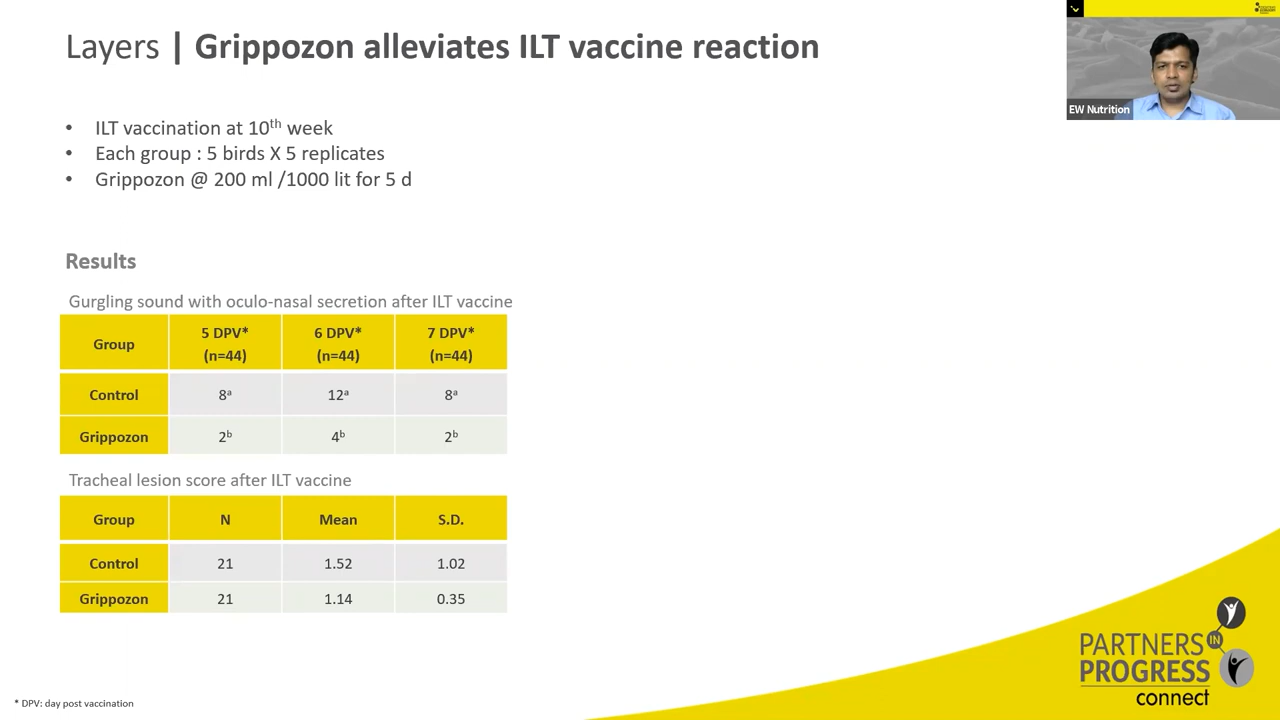 Layers | Grippozon alleviates ILT vaccine reaction
EW Nutrition
• ILT vaccination at 10th week
• Each group : 5 birds X 5 replicates
• Grippozon @ 200 ml /1000 lit for 5 d
Results
Gurgling sound with oculo-nasal secretion after ILT vaccine
Group 5 DPV* (n=44) 6 DPV* (n=44) 7 DPV* (n=44)
Control 8ᵃ 12ᵃ 8ᵃ
Grippozon 2ᵇ 4ᵇ 2ᵇ
Tracheal lesion score after ILT vaccine
Group N Mean S.D.
Control 21 1.52 1.02
Grippozon 21 1.14 0.35
PARTNERS IN
PROGRESS
connect
* DPV: day post vaccination